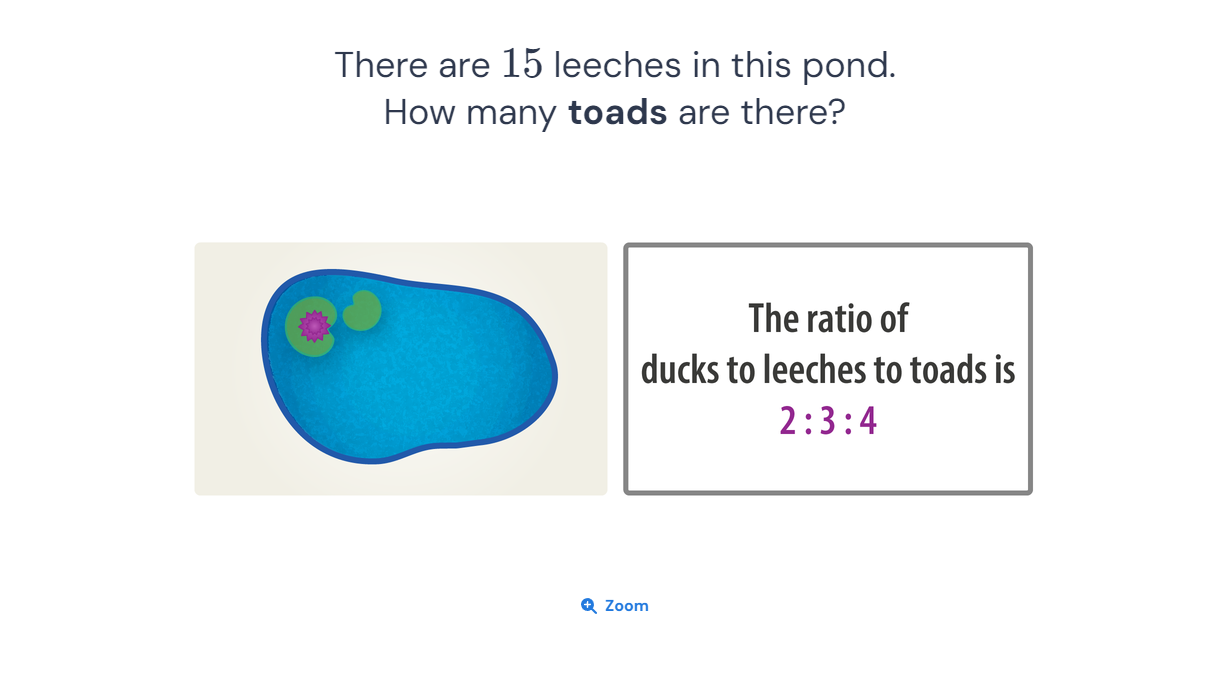 There are 15 leeches in this pond.
How many toads are there?
The ratio of
ducks to leeches to toads is
2 : 3 : 4
Zoom